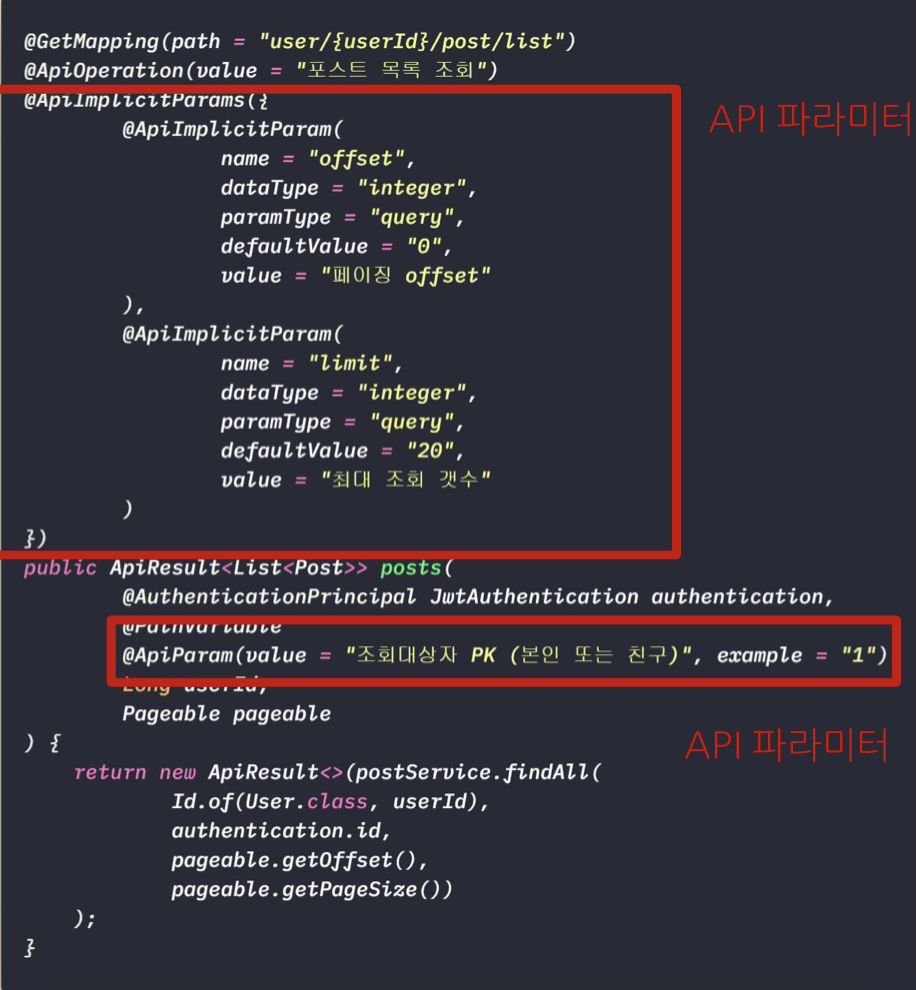 @GetMapping(path = "user/{userId}/post/list")
@ApiOperation(value = "포스트 목록 조회")
@ApiImplicitParams({
API 파라미터
@ApiImplicitParam(
name = "offset",
dataType = "integer",
paramType = "query",
defaultValue = "0",
value = "페이징 offset"
),
@ApiImplicitParam(
name = "limit",
dataType = "integer",
paramType = "query",
defaultValue = "20",
value = "최대 조회 갯수"
)
})
public ApiResult<List<Post>> posts(
@AuthenticationPrincipal JwtAuthentication authentication,
@PathVariable
@ApiParam(value = "조회대상자 PK (본인 또는 친구)", example = "1")
Long userId,
Pageable pageable
API 파라미터
) {
return new ApiResult<>(postService.findAll(
Id.of(User.class, userId),
authentication.id,
pageable.getOffset(),
pageable.getPageSize())
);
}